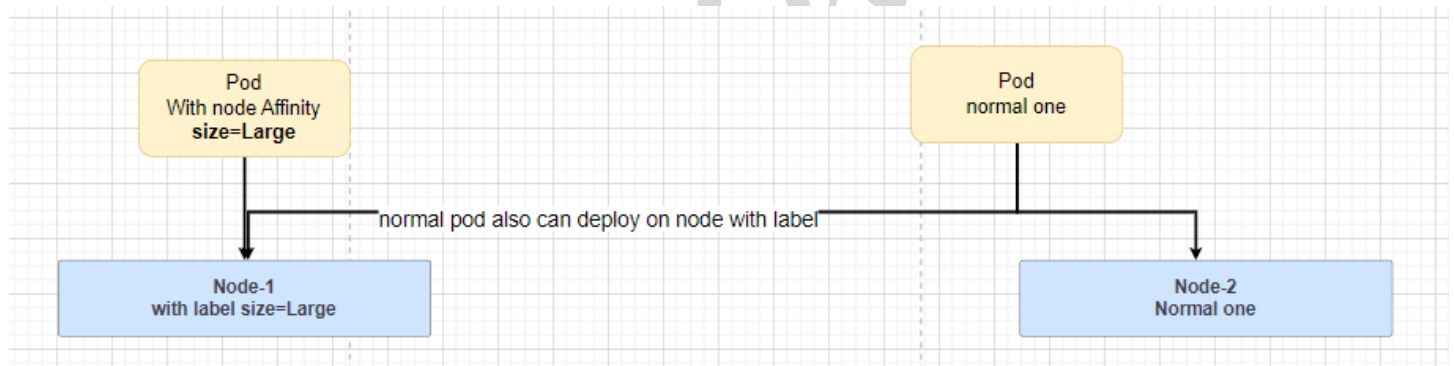 Pod
With node Affinity
size=Large
Pod
normal one
normal pod also can deploy on node with label
Node-1
with label size=Large
Node-2
Normal one